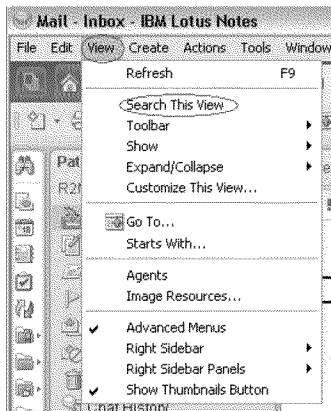 Mail - Inbox - IBM Lotus Notes
File Edit View Create Actions Tools Window
Refresh F9
Search This View
Toolbar
Show
Expand/Collapse
Customize This View...
Go To...
Starts With...
Agents
Image Resources...
Advanced Menus
Right Sidebar
Right Sidebar Panels
Show Thumbnails Button
Chat History